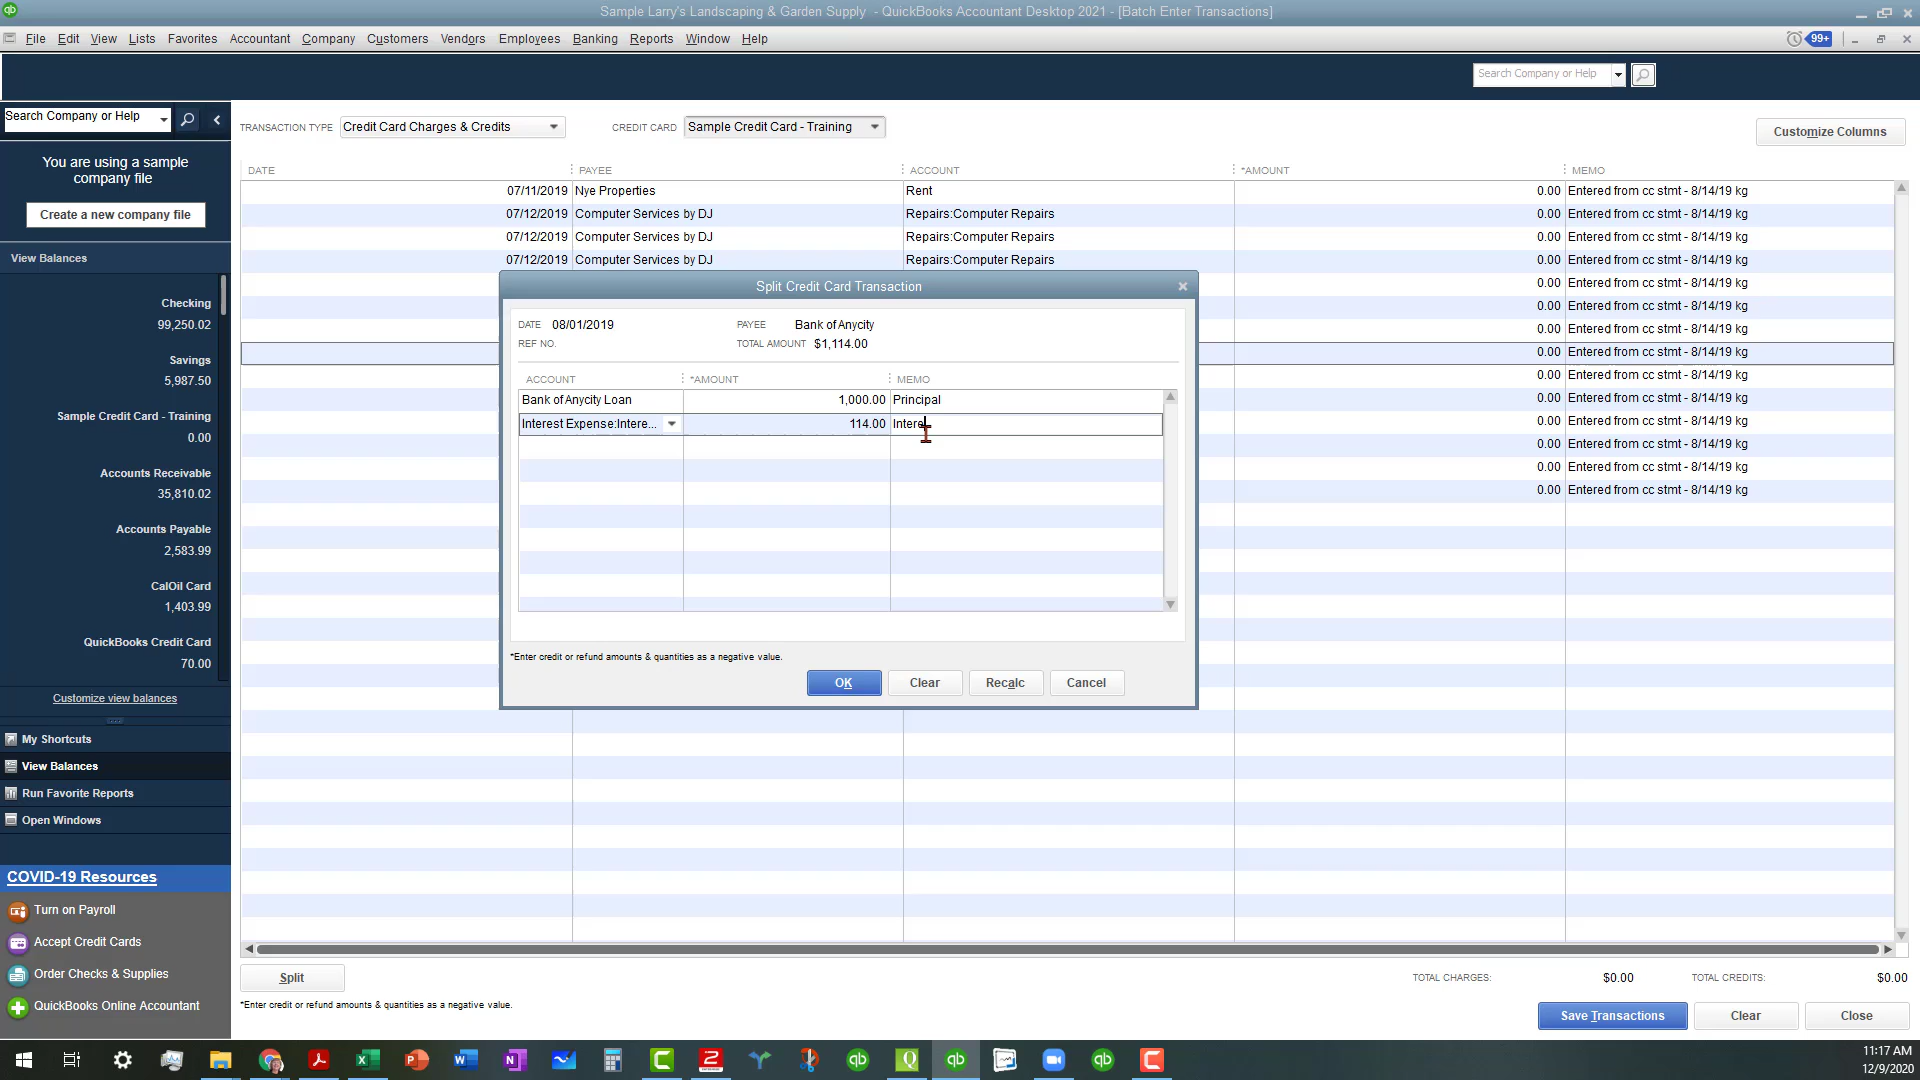 Sample Larry's Landscaping & Garden Supply - QuickBooks Accountant Desktop 2021 - [Batch Enter Transactions]
File Edit View Lists Favorites Accountant Company Customers Vendors Employees Banking Reports Window Help
99+
Search Company or Help
Search Company or Help
TRANSACTION TYPE Credit Card Charges & Credits CREDIT CARD Sample Credit Card - Training
Customize Columns
You are using a sample
company file
Create a new company file
View Balances
Checking
99,250.02
Savings
5,987.50
Sample Credit Card - Training
0.00
Accounts Receivable
35,810.02
Accounts Payable
2,583.99
CalOil Card
1,403.99
QuickBooks Credit Card
70.00
Customize view balances
My Shortcuts
View Balances
Run Favorite Reports
Open Windows
COVID-19 Resources
Turn on Payroll
Accept Credit Cards
Order Checks & Supplies
QuickBooks Online Accountant
DATE PAYEE ACCOUNT *AMOUNT MEMO
07/11/2019 Nye Properties Rent 0.00 Entered from cc stmt - 8/14/19 kg
07/12/2019 Computer Services by DJ Repairs:Computer Repairs 0.00 Entered from cc stmt - 8/14/19 kg
07/12/2019 Computer Services by DJ Repairs:Computer Repairs 0.00 Entered from cc stmt - 8/14/19 kg
07/12/2019 Computer Services by DJ Repairs:Computer Repairs 0.00 Entered from cc stmt - 8/14/19 kg
0.00 Entered from cc stmt - 8/14/19 kg
0.00 Entered from cc stmt - 8/14/19 kg
0.00 Entered from cc stmt - 8/14/19 kg
0.00 Entered from cc stmt - 8/14/19 kg
0.00 Entered from cc stmt - 8/14/19 kg
0.00 Entered from cc stmt - 8/14/19 kg
0.00 Entered from cc stmt - 8/14/19 kg
0.00 Entered from cc stmt - 8/14/19 kg
0.00 Entered from cc stmt - 8/14/19 kg
0.00 Entered from cc stmt - 8/14/19 kg
Split Credit Card Transaction
DATE 08/01/2019 PAYEE Bank of Anycity
REF NO. TOTAL AMOUNT $1,114.00
ACCOUNT *AMOUNT MEMO
Bank of Anycity Loan 1,000.00 Principal
Interest Expense:Intere... 114.00 Intere
*Enter credit or refund amounts & quantities as a negative value.
OK Clear Recalc Cancel
Split
*Enter credit or refund amounts & quantities as a negative value.
TOTAL CHARGES: $0.00 TOTAL CREDITS: $0.00
Save Transactions Clear Close
11:17 AM
12/9/2020